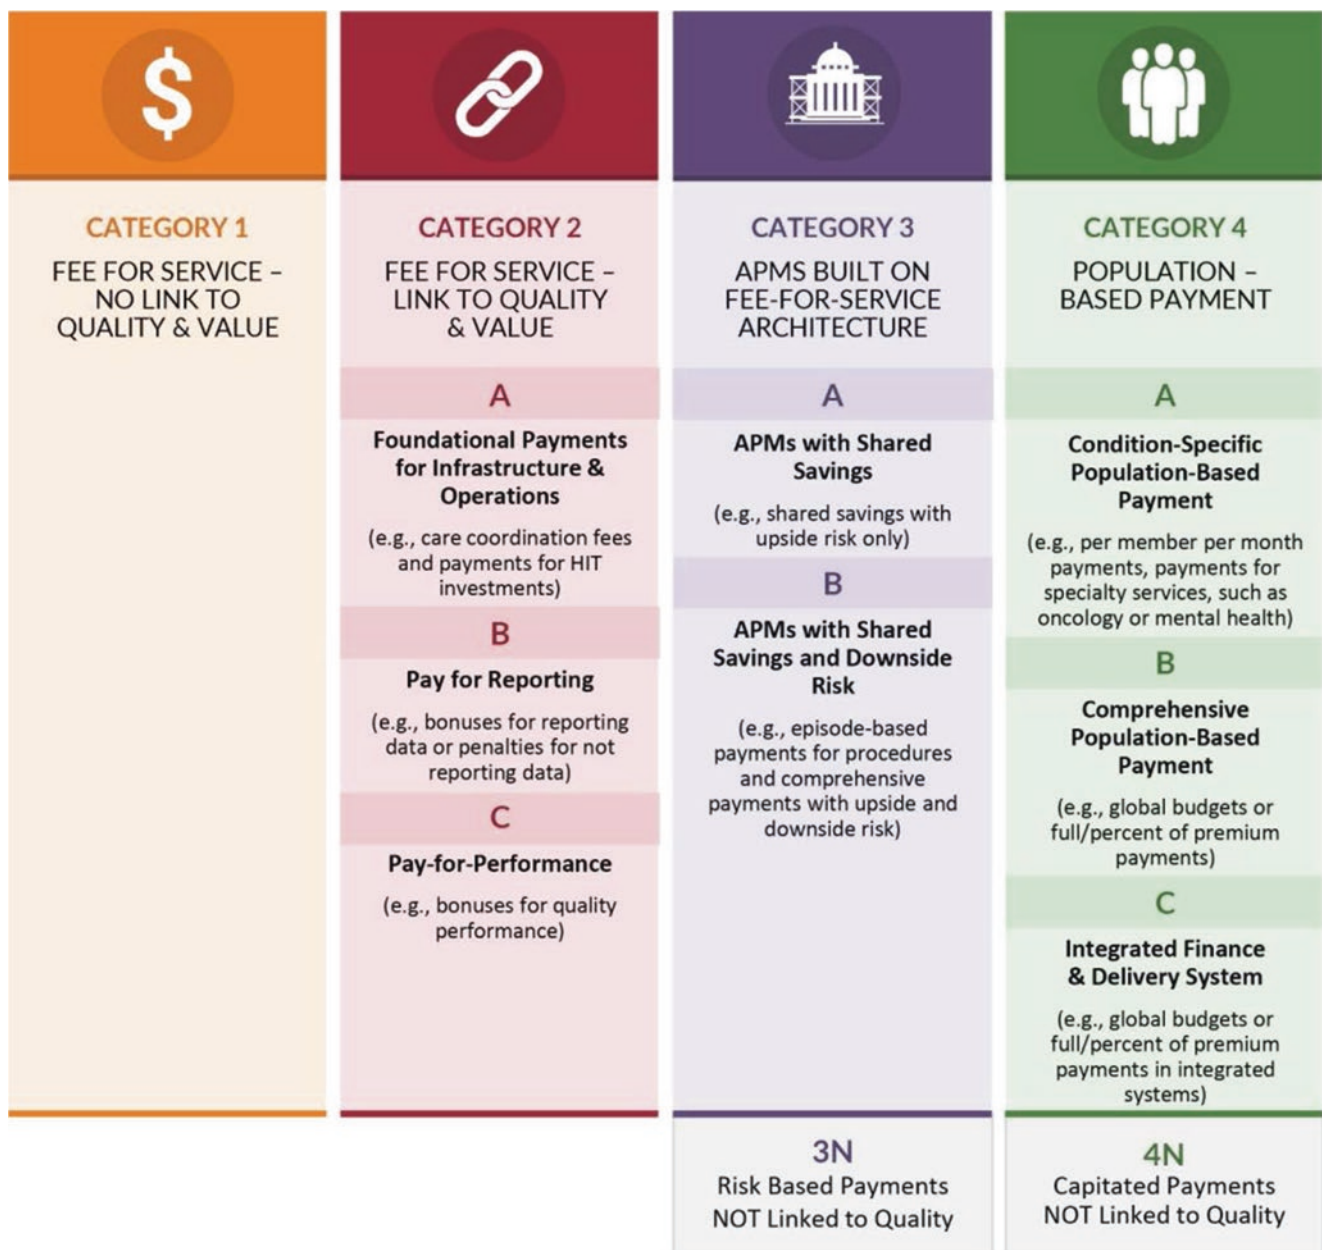 $
CATEGORY 1
FEE FOR SERVICE –
NO LINK TO
QUALITY & VALUE
CATEGORY 2
FEE FOR SERVICE –
LINK TO QUALITY
& VALUE
A
Foundational Payments
for Infrastructure &
Operations
(e.g., care coordination fees
and payments for HIT
investments)
B
Pay for Reporting
(e.g., bonuses for reporting
data or penalties for not
reporting data)
C
Pay-for-Performance
(e.g., bonuses for quality
performance)
CATEGORY 3
APMS BUILT ON
FEE-FOR-SERVICE
ARCHITECTURE
A
APMs with Shared
Savings
(e.g., shared savings with
upside risk only)
B
APMs with Shared
Savings and Downside
Risk
(e.g., episode-based
payments for procedures
and comprehensive
payments with upside and
downside risk)
3N
Risk Based Payments
NOT Linked to Quality
CATEGORY 4
POPULATION –
BASED PAYMENT
A
Condition-Specific
Population-Based
Payment
(e.g., per member per month
payments, payments for
specialty services, such as
oncology or mental health)
B
Comprehensive
Population-Based
Payment
(e.g., global budgets or
full/percent of premium
payments)
C
Integrated Finance
& Delivery System
(e.g., global budgets or
full/percent of premium
payments in integrated
systems)
4N
Capitated Payments
NOT Linked to Quality